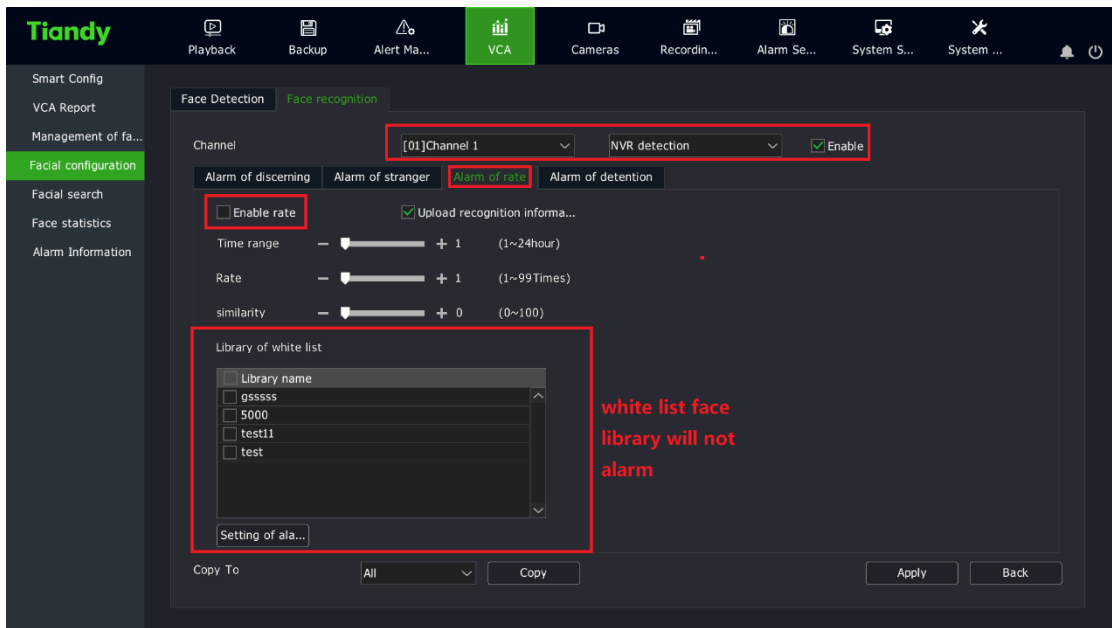 Tiandy
Playback Backup Alert Ma... VCA Cameras Recordin... Alarm Se... System S... System ...
Smart Config
VCA Report
Management of fa...
Facial configuration
Facial search
Face statistics
Alarm Information
Face Detection Face recognition
Channel [01]Channel 1 NVR detection Enable
Alarm of discerning Alarm of stranger Alarm of rate Alarm of detention
Enable rate Upload recognition informa...
Time range 1 (1~24hour)
Rate 1 (1~99Times)
similarity 0 (0~100)
Library of white list
Library name
gsssss
5000
test11
test
white list face
library will not
alarm
Setting of ala...
Copy To All Copy Apply Back